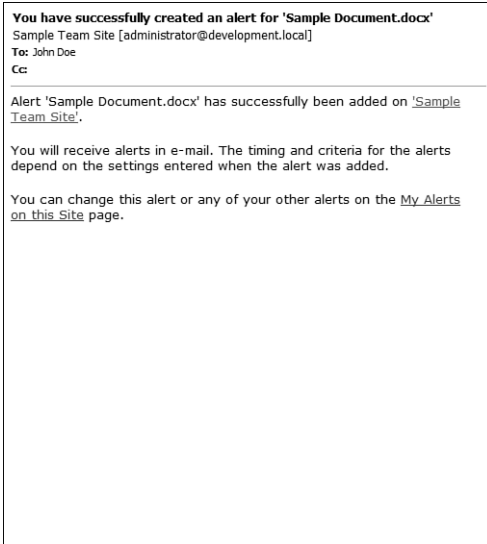 You have successfully created an alert for 'Sample Document.docx'
Sample Team Site [administrator@development.local]
To: John Doe
Cc:
Alert 'Sample Document.docx' has successfully been added on 'Sample
Team Site'.
You will receive alerts in e-mail. The timing and criteria for the alerts
depend on the settings entered when the alert was added.
You can change this alert or any of your other alerts on the My Alerts
on this Site page.